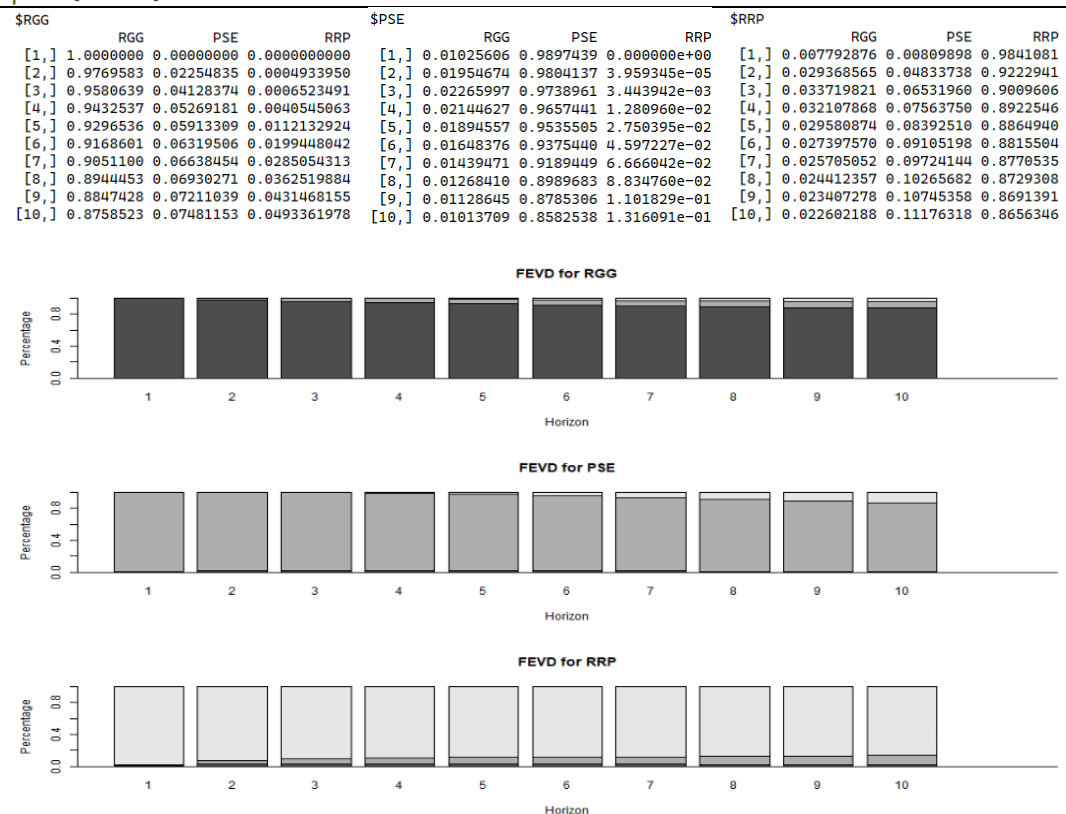 $RGG
RGG PSE RRP
[1,] 1.0000000 0.00000000 0.0000000000
[2,] 0.9769583 0.02254835 0.0004933950
[3,] 0.9580639 0.04128374 0.0006523491
[4,] 0.9432537 0.05269181 0.0040545063
[5,] 0.9296536 0.05913309 0.0112132924
[6,] 0.9168601 0.06319506 0.0199448042
[7,] 0.9051100 0.06638454 0.0285054313
[8,] 0.8944453 0.06930271 0.0362519884
[9,] 0.8847428 0.07211039 0.0431468155
[10,] 0.8758523 0.07481153 0.0493361978
$PSE
RGG PSE RRP
[1,] 0.01025606 0.9897439 0.000000e+00
[2,] 0.01954674 0.9804137 3.959345e-05
[3,] 0.02265997 0.9738961 3.443942e-03
[4,] 0.02144627 0.9657441 1.280960e-02
[5,] 0.01894557 0.9535505 2.750395e-02
[6,] 0.01648376 0.9375440 4.597227e-02
[7,] 0.01439471 0.9189449 6.666042e-02
[8,] 0.01268410 0.8989683 8.834760e-02
[9,] 0.01128645 0.8785306 1.101829e-01
[10,] 0.01013709 0.8582538 1.316091e-01
$RRP
RGG PSE RRP
[1,] 0.007792876 0.00809898 0.9841081
[2,] 0.029368565 0.04833738 0.9222941
[3,] 0.033719821 0.06531960 0.9009606
[4,] 0.032107868 0.07563750 0.8922546
[5,] 0.029580874 0.08392510 0.8864940
[6,] 0.027397570 0.09105198 0.8815504
[7,] 0.025705052 0.09724144 0.8770535
[8,] 0.024412357 0.10265682 0.8729308
[9,] 0.023407278 0.10745358 0.8691391
[10,] 0.022602188 0.11176318 0.8656346
FEVD for RGG
Percentage
0.8
0.4
0.0
1 2 3 4 5 6 7 8 9 10
Horizon
FEVD for PSE
Percentage
0.8
0.4
0.0
1 2 3 4 5 6 7 8 9 10
Horizon
FEVD for RRP
Percentage
0.8
0.4
0.0
1 2 3 4 5 6 7 8 9 10
Horizon